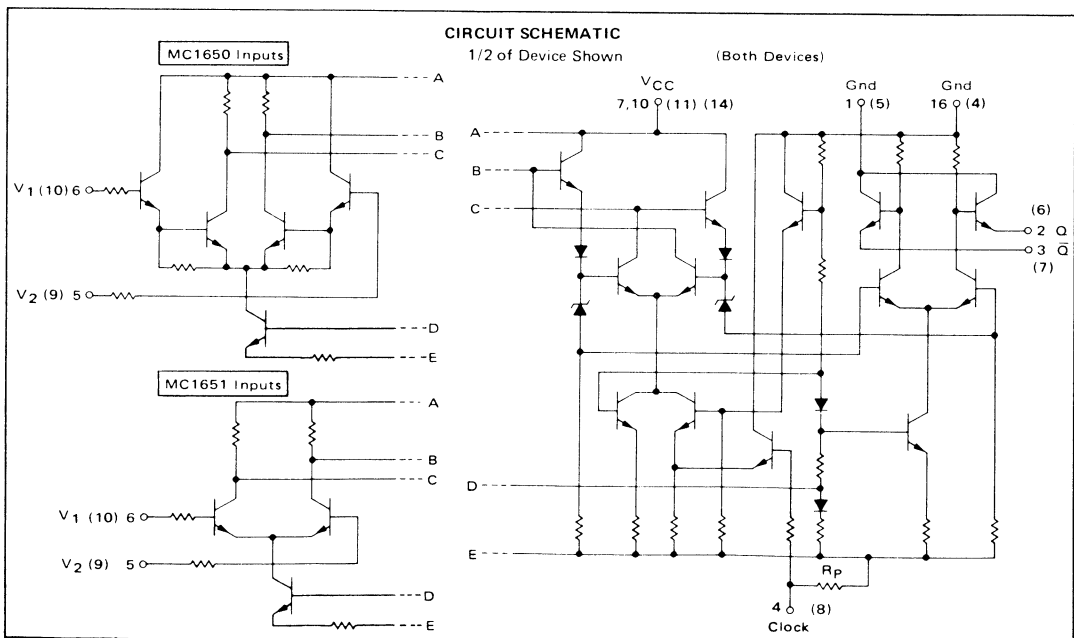 CIRCUIT SCHEMATIC
1/2 of Device Shown (Both Devices)
MC1650 Inputs
A
B
C
V1 (10) 6
V2 (9) 5
D
E
MC1651 Inputs
A
B
C
V1 (10) 6
V2 (9) 5
D
E
VCC
7,10 (11) (14)
Gnd
1 (5)
Gnd
16 (4)
A
B
C
(6)
2 Q
3 Q̅
(7)
D
E
RP
4 (8)
Clock